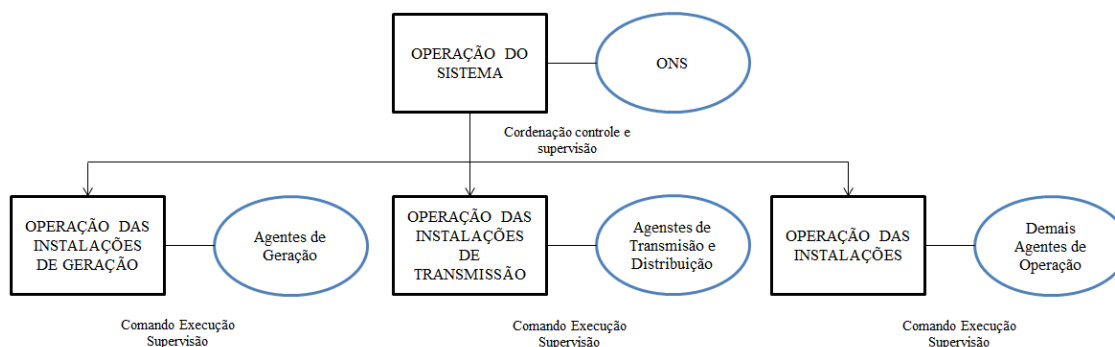 OPERAÇÃO DO
SISTEMA
ONS
Cordenação controle e
supervisão
OPERAÇÃO DAS
INSTALAÇÕES
DE GERAÇÃO
Agentes de
Geração
OPERAÇÃO DAS
INSTALAÇÕES
DE
TRANSMISSÃO
Agenstes de
Transmisão e
Distribuição
OPERAÇÃO DAS
INSTALAÇÕES
Demais
Agentes de
Operação
Comando Execução
Supervisão
Comando Execução
Supervisão
Comando Execução
Supervisão